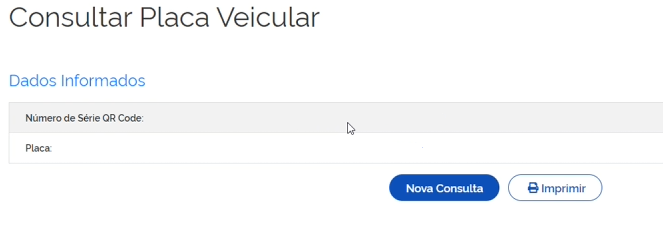 Consultar Placa Veicular
Dados Informados
Número de Série QR Code:
Placa:
Nova Consulta
Imprimir